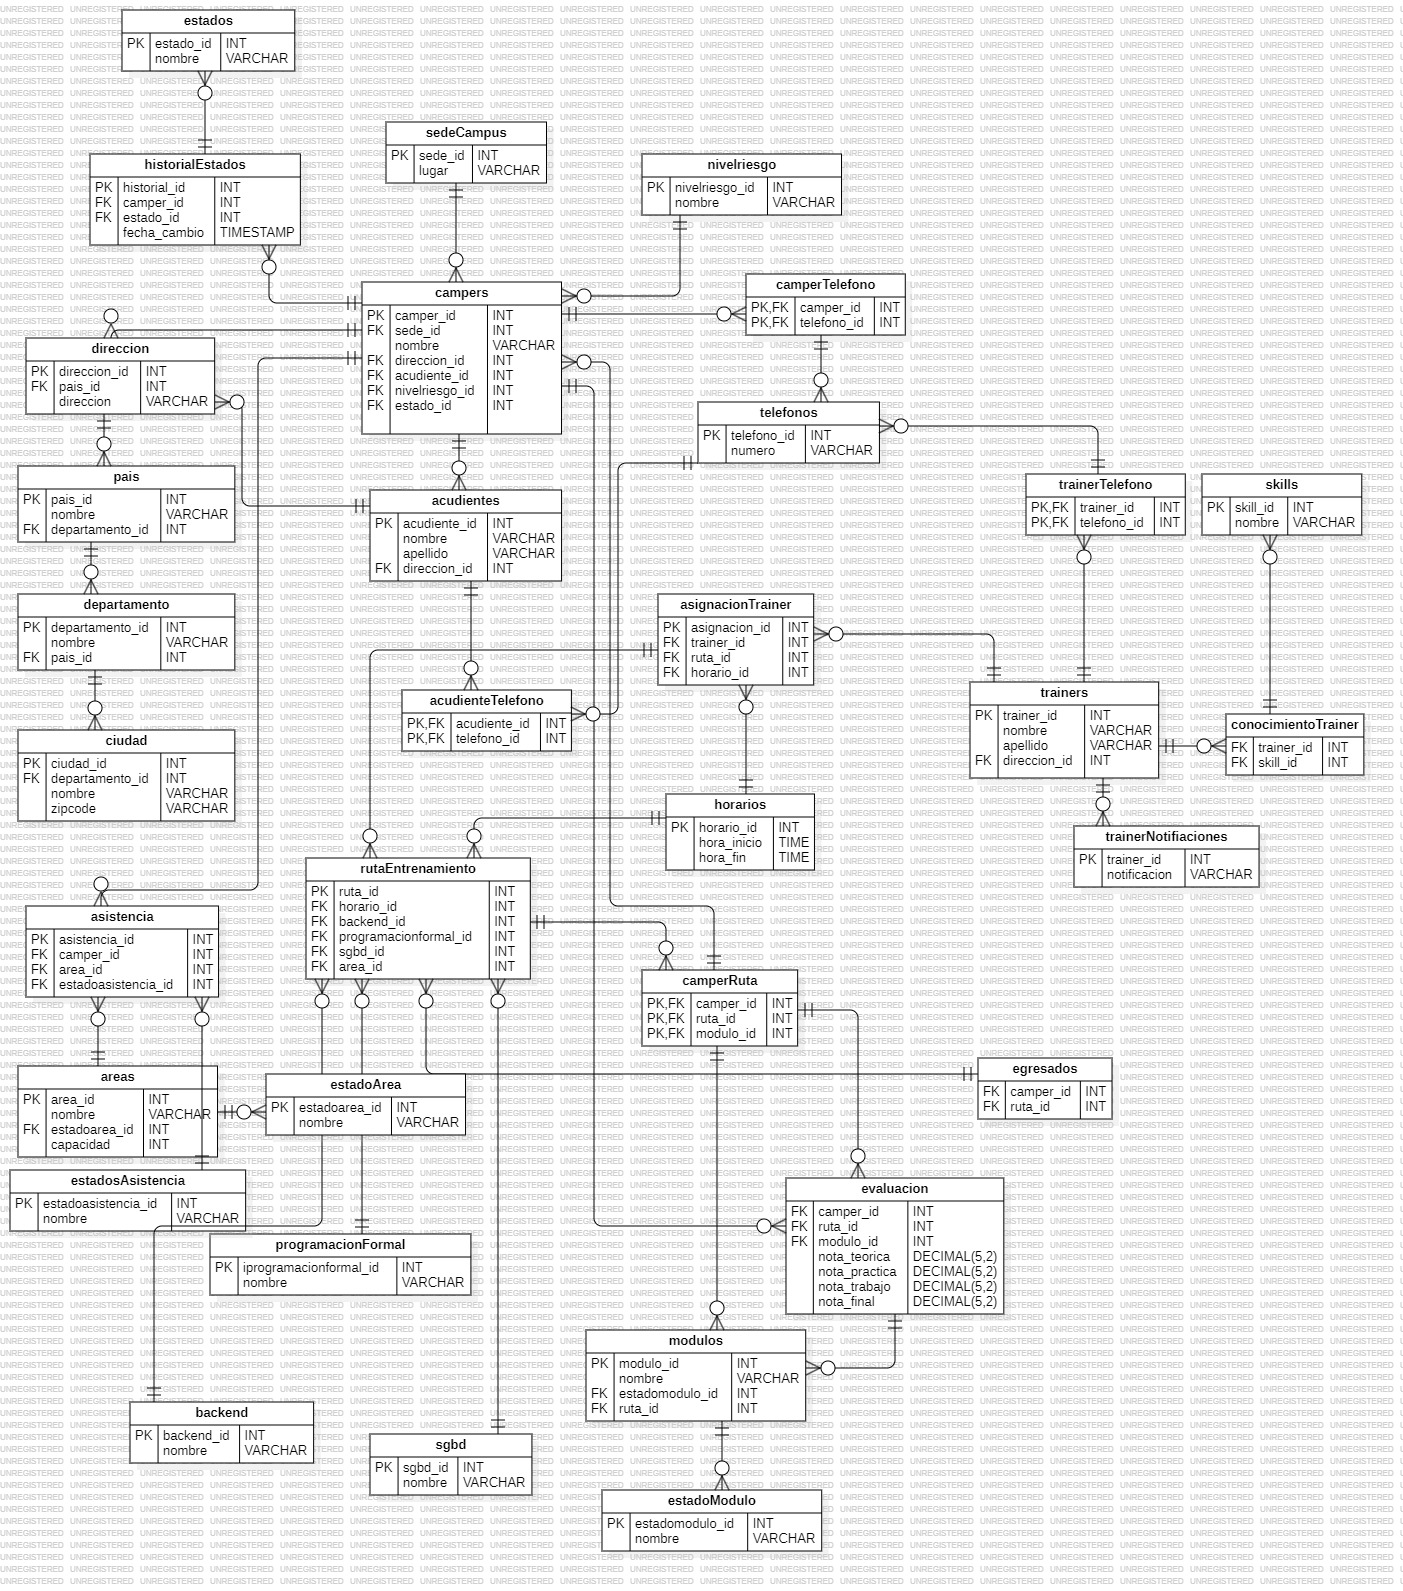 estados
PK estado_id INT
nombre VARCHAR
historialEstados
PK historial_id INT
FK camper_id INT
FK estado_id INT
fecha_cambio TIMESTAMP
sedeCampus
PK sede_id INT
lugar VARCHAR
nivelriesgo
PK nivelriesgo_id INT
nombre VARCHAR
campers
PK camper_id INT
FK sede_id INT
nombre VARCHAR
FK direccion_id INT
FK acudiente_id INT
FK nivelriesgo_id INT
FK estado_id INT
camperTelefono
PK,FK camper_id INT
PK,FK telefono_id INT
direccion
PK direccion_id INT
FK pais_id INT
direccion VARCHAR
telefonos
PK telefono_id INT
numero VARCHAR
pais
PK pais_id INT
nombre VARCHAR
FK departamento_id INT
acudientes
PK acudiente_id INT
nombre VARCHAR
apellido VARCHAR
FK direccion_id INT
trainerTelefono
PK,FK trainer_id INT
PK,FK telefono_id INT
skills
PK skill_id INT
nombre VARCHAR
departamento
PK departamento_id INT
nombre VARCHAR
FK pais_id INT
asignacionTrainer
PK asignacion_id INT
FK trainer_id INT
FK ruta_id INT
FK horario_id INT
acudienteTelefono
PK,FK acudiente_id INT
PK,FK telefono_id INT
trainers
PK trainer_id INT
nombre VARCHAR
apellido VARCHAR
FK direccion_id INT
conocimientoTrainer
FK trainer_id INT
FK skill_id INT
ciudad
PK ciudad_id INT
FK departamento_id INT
nombre VARCHAR
zipcode VARCHAR
horarios
PK horario_id INT
hora_inicio TIME
hora_fin TIME
trainerNotifiaciones
PK trainer_id INT
notificacion VARCHAR
rutaEntrenamiento
PK ruta_id INT
FK horario_id INT
FK backend_id INT
FK programacionformal_id INT
FK sgbd_id INT
FK area_id INT
asistencia
PK asistencia_id INT
FK camper_id INT
FK area_id INT
FK estadoasistencia_id INT
camperRuta
PK,FK camper_id INT
PK,FK ruta_id INT
PK,FK modulo_id INT
egresados
FK camper_id INT
FK ruta_id INT
areas
PK area_id INT
nombre VARCHAR
FK estadoarea_id INT
capacidad INT
estadoArea
PK estadoarea_id INT
nombre VARCHAR
estadosAsistencia
PK estadoasistencia_id INT
nombre VARCHAR
evaluacion
FK camper_id INT
FK ruta_id INT
FK modulo_id INT
nota_teorica DECIMAL(5,2)
nota_practica DECIMAL(5,2)
nota_trabajo DECIMAL(5,2)
nota_final DECIMAL(5,2)
programacionFormal
PK iprogramacionformal_id INT
nombre VARCHAR
modulos
PK modulo_id INT
nombre VARCHAR
FK estadomodulo_id INT
FK ruta_id INT
backend
PK backend_id INT
nombre VARCHAR
sgbd
PK sgbd_id INT
nombre VARCHAR
estadoModulo
PK estadomodulo_id INT
nombre VARCHAR
UNREGISTERED